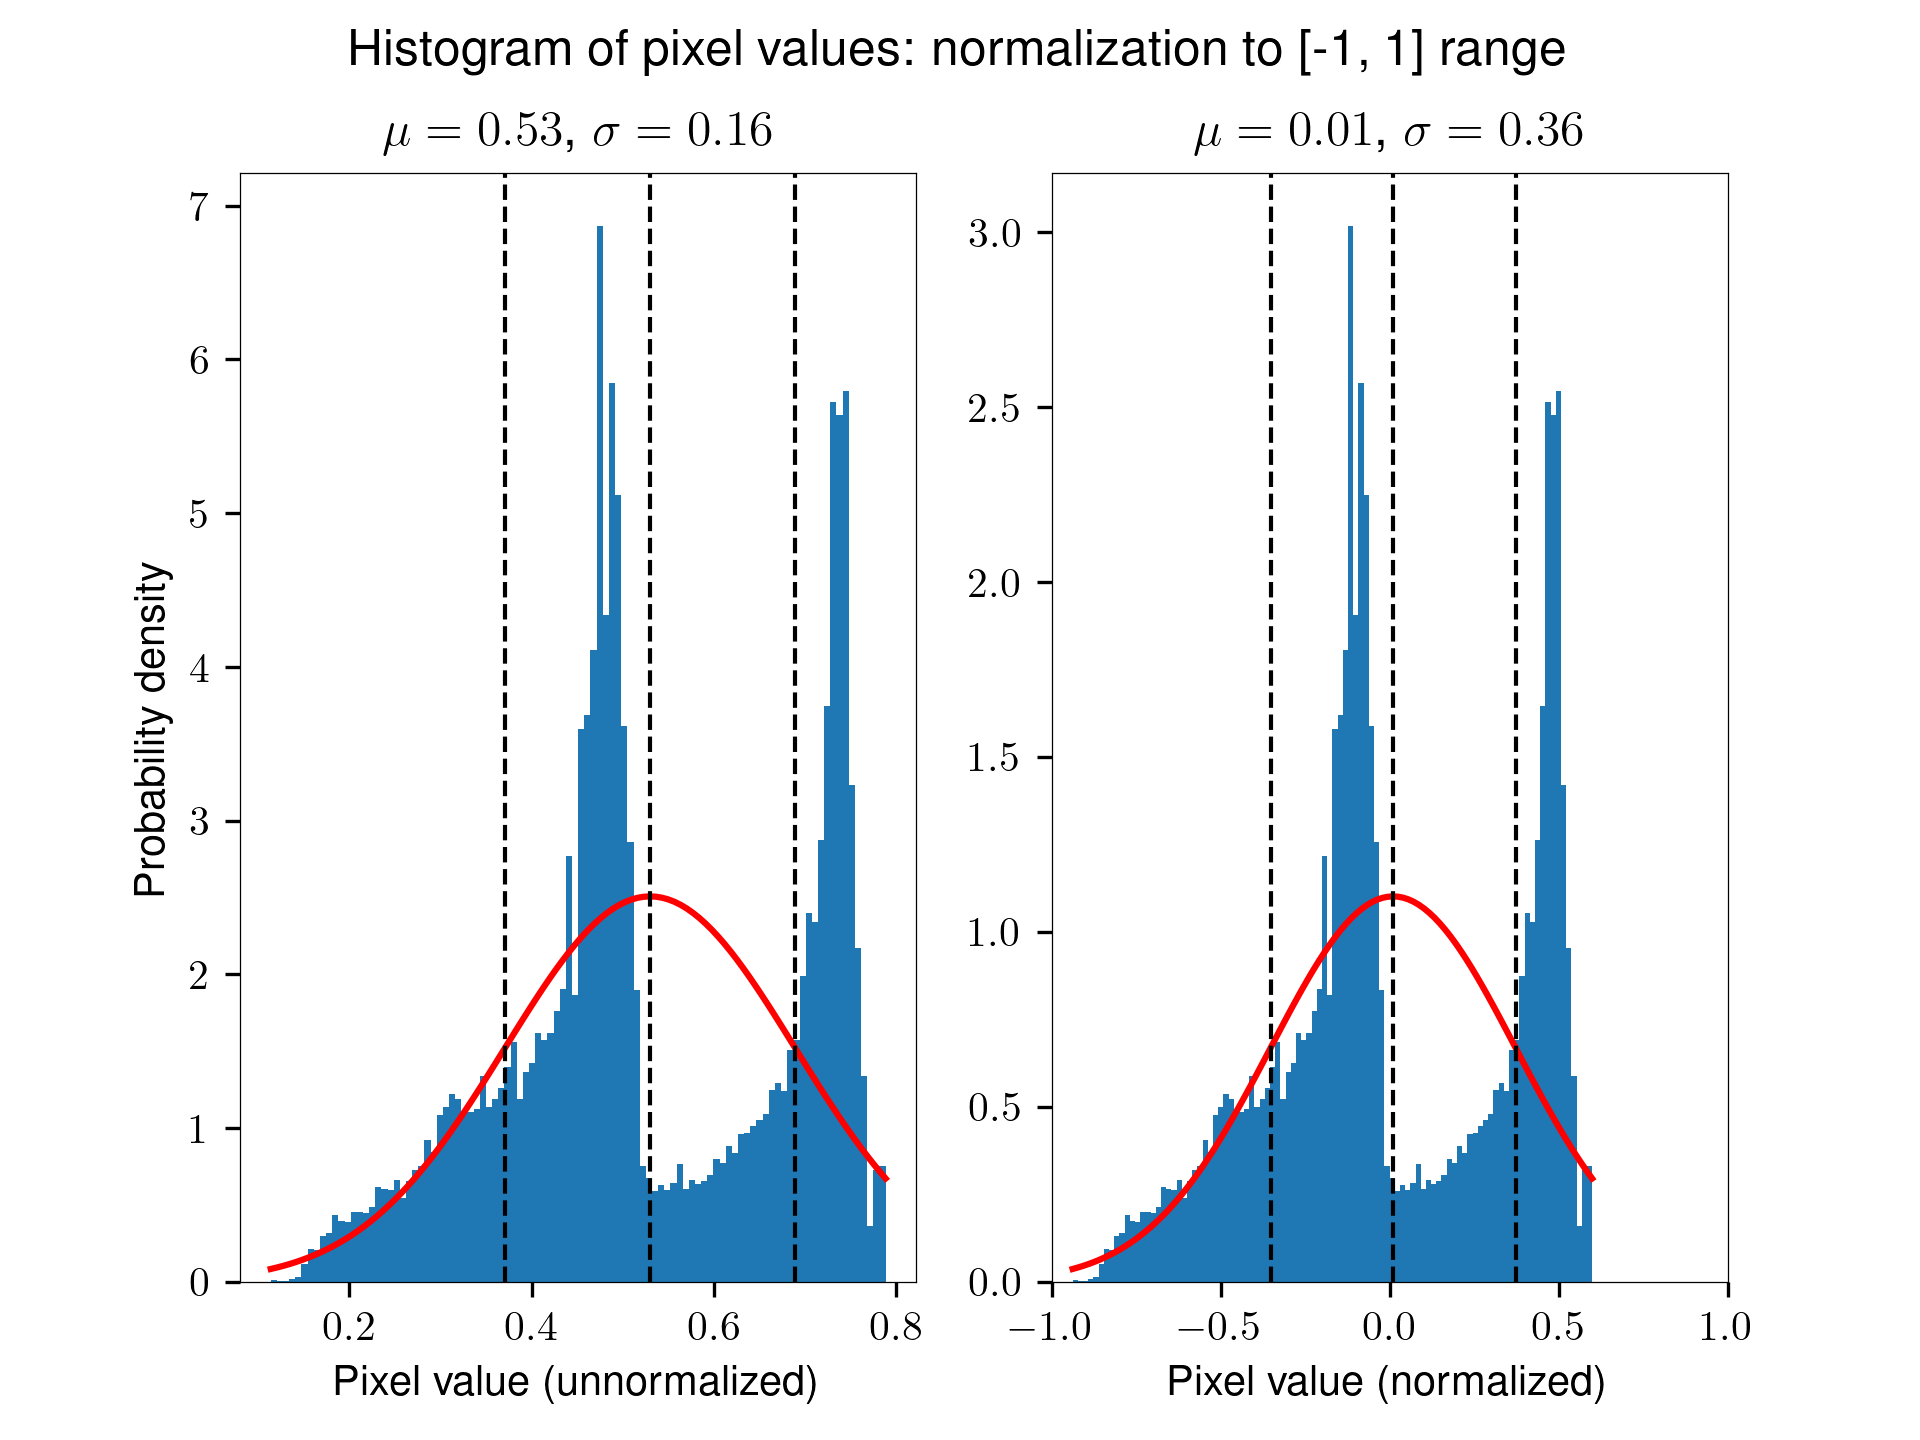 Histogram of pixel values: normalization to [-1, 1] range
μ = 0.53, σ = 0.16
μ = 0.01, σ = 0.36
Probability density
7
6
5
4
3
2
1
0
0.2 0.4 0.6 0.8
Pixel value (unnormalized)
3.0
2.5
2.0
1.5
1.0
0.5
0.0
−1.0 −0.5 0.0 0.5 1.0
Pixel value (normalized)